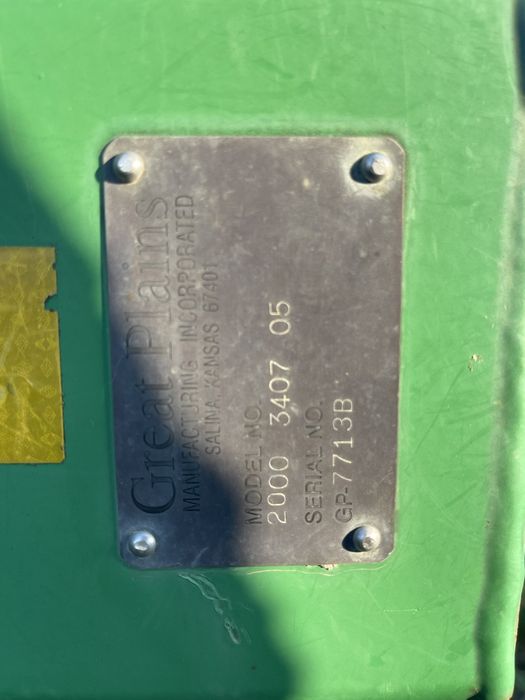 Great Plains
MANUFACTURING INCORPORATED
SALINA, KANSAS 67401
MODEL NO.
2000 3407 05
SERIAL NO.
GP-7713B